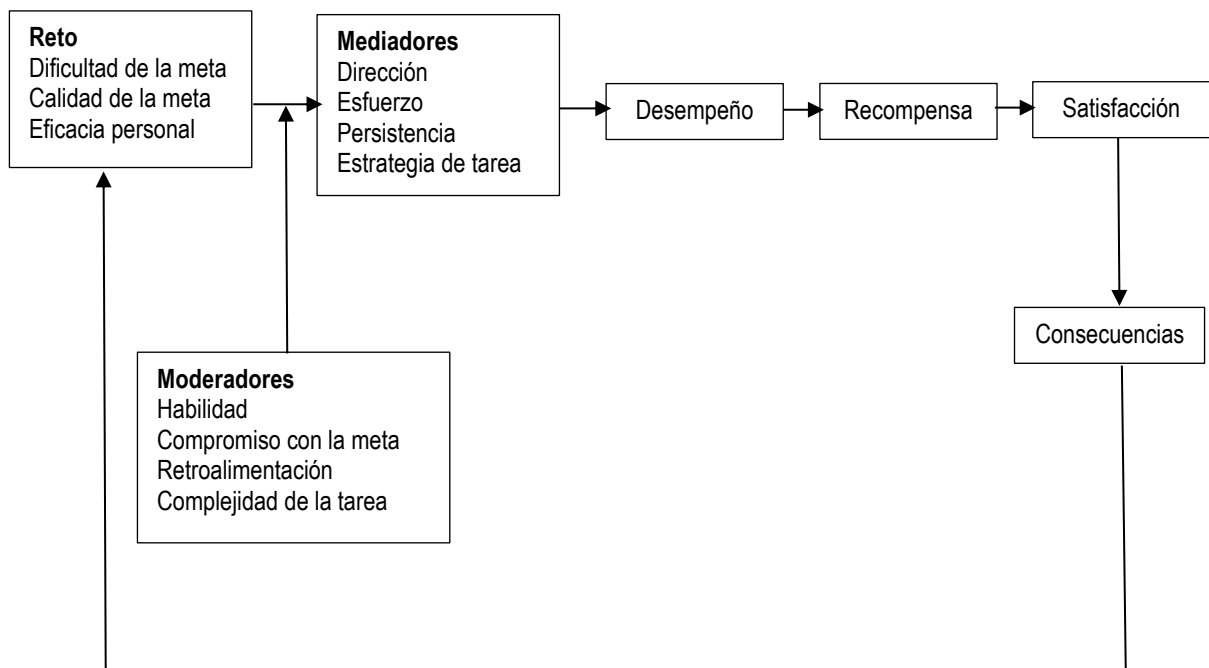 Reto
Dificultad de la meta
Calidad de la meta
Eficacia personal
Mediadores
Dirección
Esfuerzo
Persistencia
Estrategia de tarea
Desempeño
Recompensa
Satisfacción
Consecuencias
Moderadores
Habilidad
Compromiso con la meta
Retroalimentación
Complejidad de la tarea